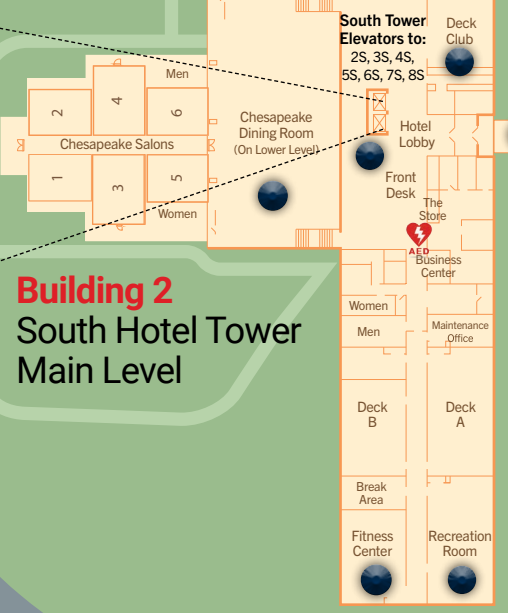 South Tower
Elevators to:
2S, 3S, 4S,
5S, 6S, 7S, 8S
Deck
Club
Men
2
4
6
Chesapeake Salons
1
3
5
Women
Chesapeake
Dining Room
(On Lower Level)
Hotel
Lobby
Front
Desk
The
Store
AED
Business
Center
Building 2
South Hotel Tower
Main Level
Women
Men
Maintenance
Office
Deck
B
Deck
A
Break
Area
Fitness
Center
Recreation
Room